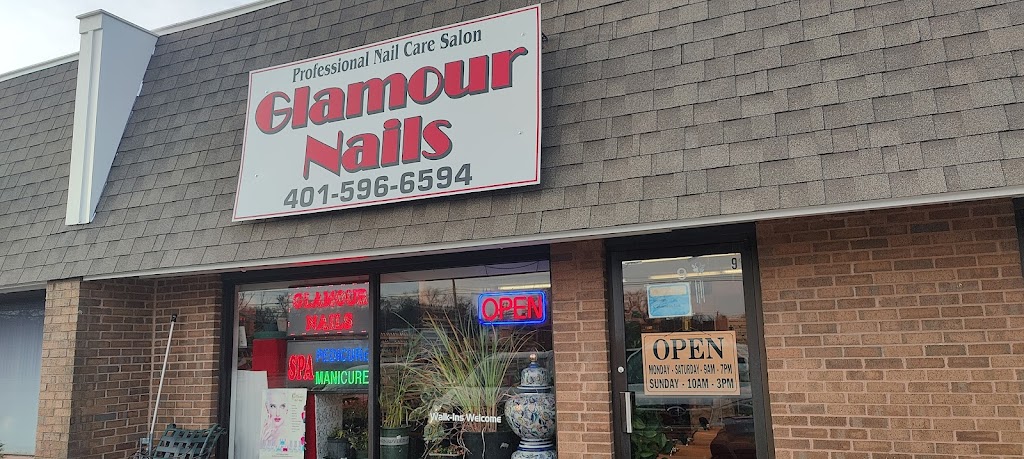 Professional Nail Care Salon
Glamour
Nails
401-596-6594
GLAMOUR
NAILS
SPA
PEDICURE
MANICURE
OPEN
Walk-Ins Welcome
9
OPEN
MONDAY - SATURDAY - 9AM - 7PM
SUNDAY - 10AM - 3PM